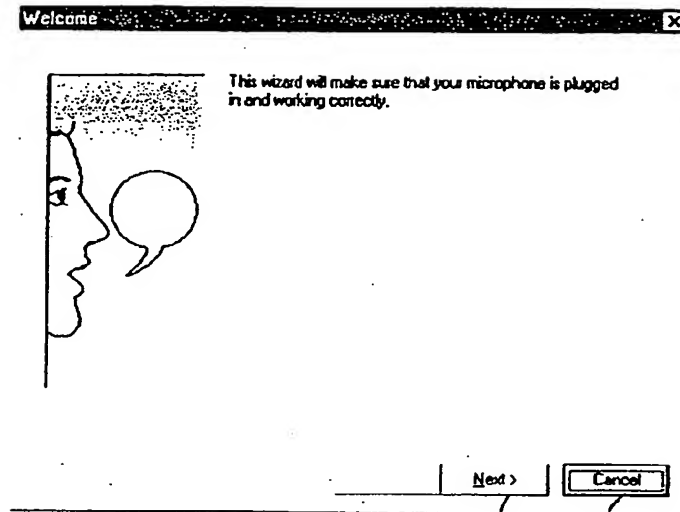 Welcome
This wizard will make sure that your microphone is plugged
in and working correctly.
Next >
Cancel